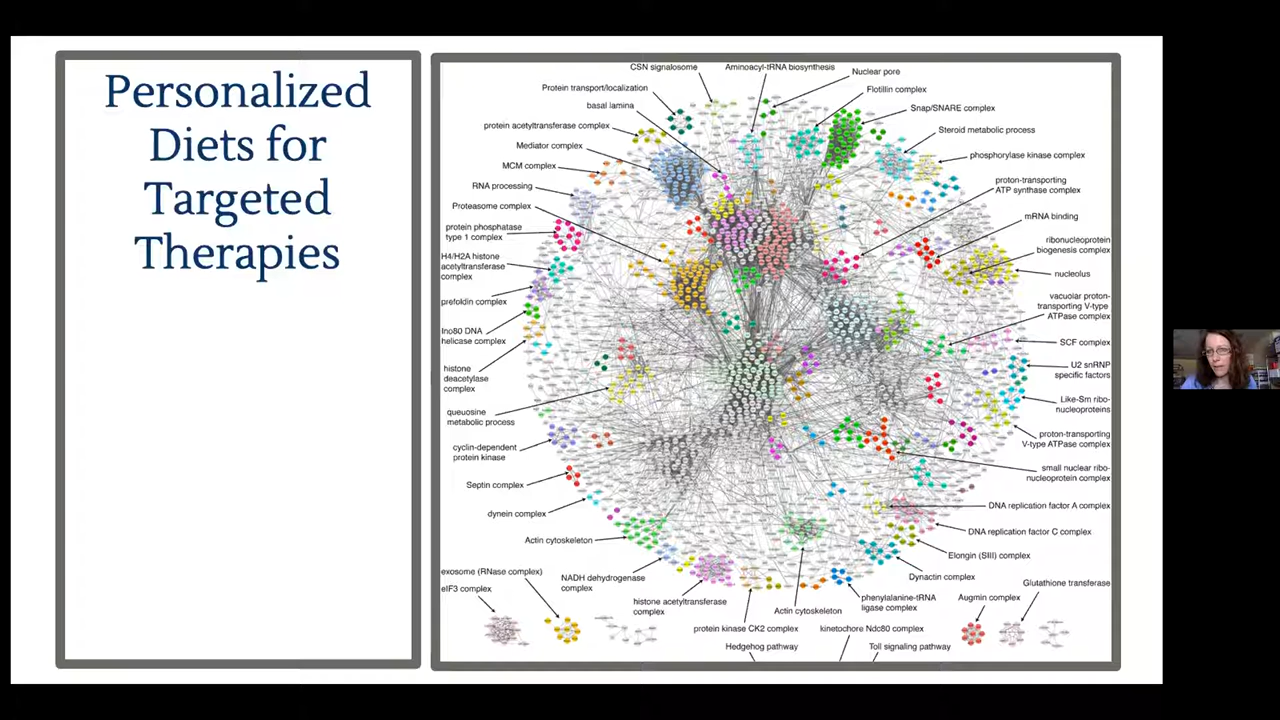 Personalized
Diets for
Targeted
Therapies
CSN signalosome
Aminoacyl-tRNA biosynthesis
Nuclear pore
Protein transport/localization
Flotillin complex
basal lamina
Snap/SNARE complex
protein acetyltransferase complex
Steroid metabolic process
Mediator complex
phosphorylase kinase complex
MCM complex
proton-transporting
ATP synthase complex
RNA processing
Proteasome complex
mRNA binding
protein phosphatase
type 1 complex
ribonucleoprotein
biogenesis complex
H4/H2A histone
acetyltransferase
complex
nucleolus
prefoldin complex
vacuolar proton-
transporting V-type
ATPase complex
Ino80 DNA
helicase complex
SCF complex
histone
deacetylase
complex
U2 snRNP
specific factors
queuosine
metabolic process
Like-Sm ribo-
nucleoproteins
cyclin-dependent
protein kinase
proton-transporting
V-type ATPase complex
Septin complex
small nuclear ribo-
nucleoprotein complex
dynein complex
DNA replication factor A complex
Actin cytoskeleton
DNA replication factor C complex
Elongin (SIII) complex
exosome (RNase complex)
NADH dehydrogenase
complex
Dynactin complex
eIF3 complex
Glutathione transferase
histone acetyltransferase
complex
Actin cytoskeleton
phenylalanine-tRNA
ligase complex
Augmin complex
protein kinase CK2 complex
kinetochore Ndc80 complex
Hedgehog pathway
Toll signaling pathway